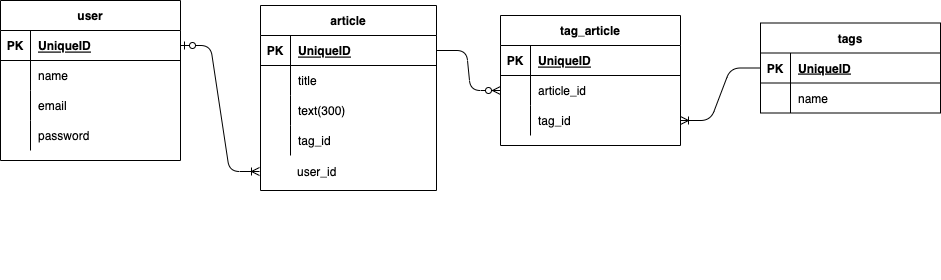 user
PK UniqueID
name
email
password
article
PK UniqueID
title
text(300)
tag_id
user_id
tag_article
PK UniqueID
article_id
tag_id
tags
PK UniqueID
name